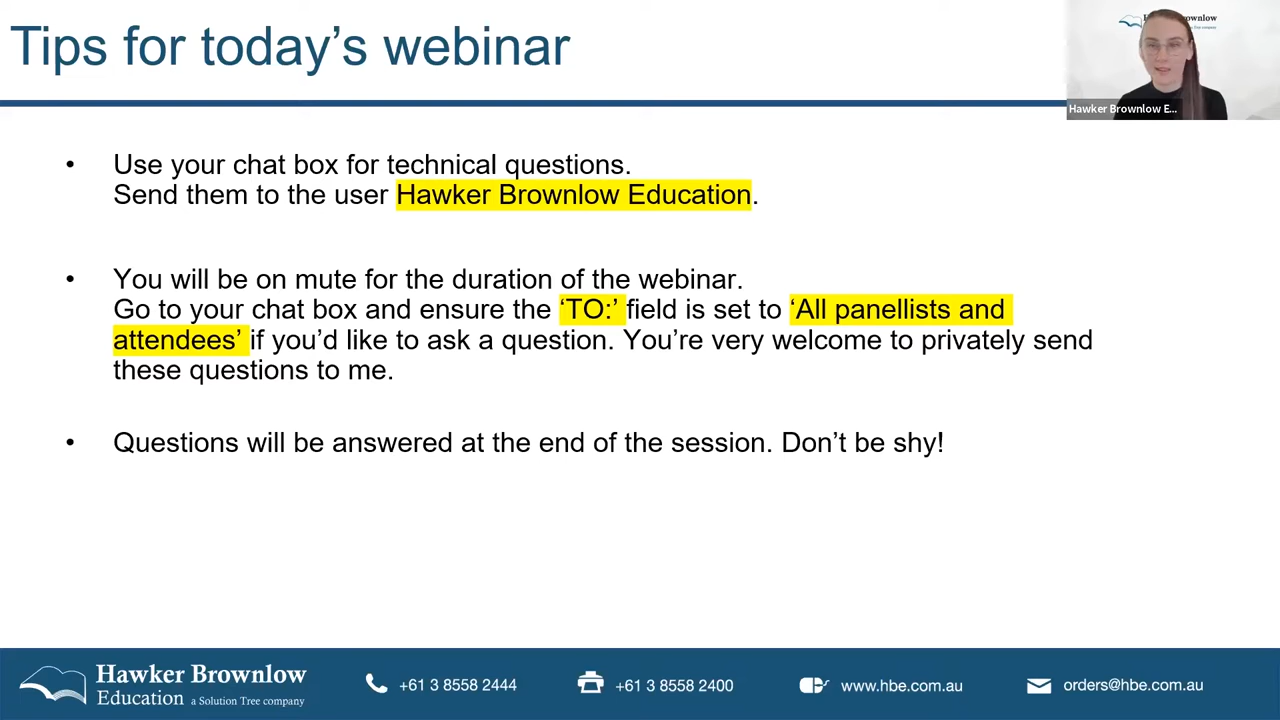 Tips for today’s webinar
Hawker Brownlow E...
• Use your chat box for technical questions.
Send them to the user Hawker Brownlow Education.
• You will be on mute for the duration of the webinar.
Go to your chat box and ensure the ‘TO:’ field is set to ‘All panellists and
attendees’ if you’d like to ask a question. You’re very welcome to privately send
these questions to me.
• Questions will be answered at the end of the session. Don’t be shy!
Hawker Brownlow
Education a Solution Tree company
+61 3 8558 2444
+61 3 8558 2400
www.hbe.com.au
orders@hbe.com.au